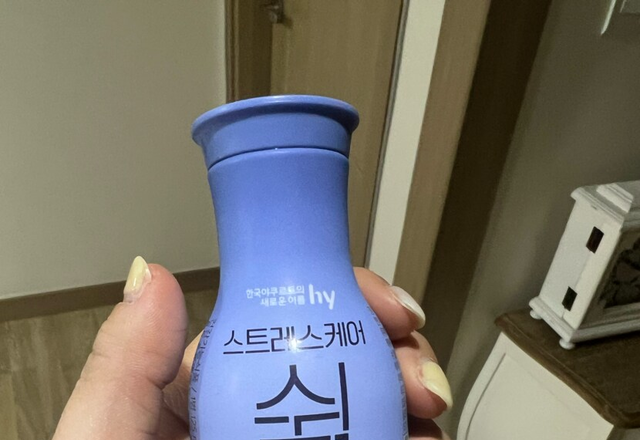 한국야쿠르트의
새로운 이름 hy
스트레스케어
쉼